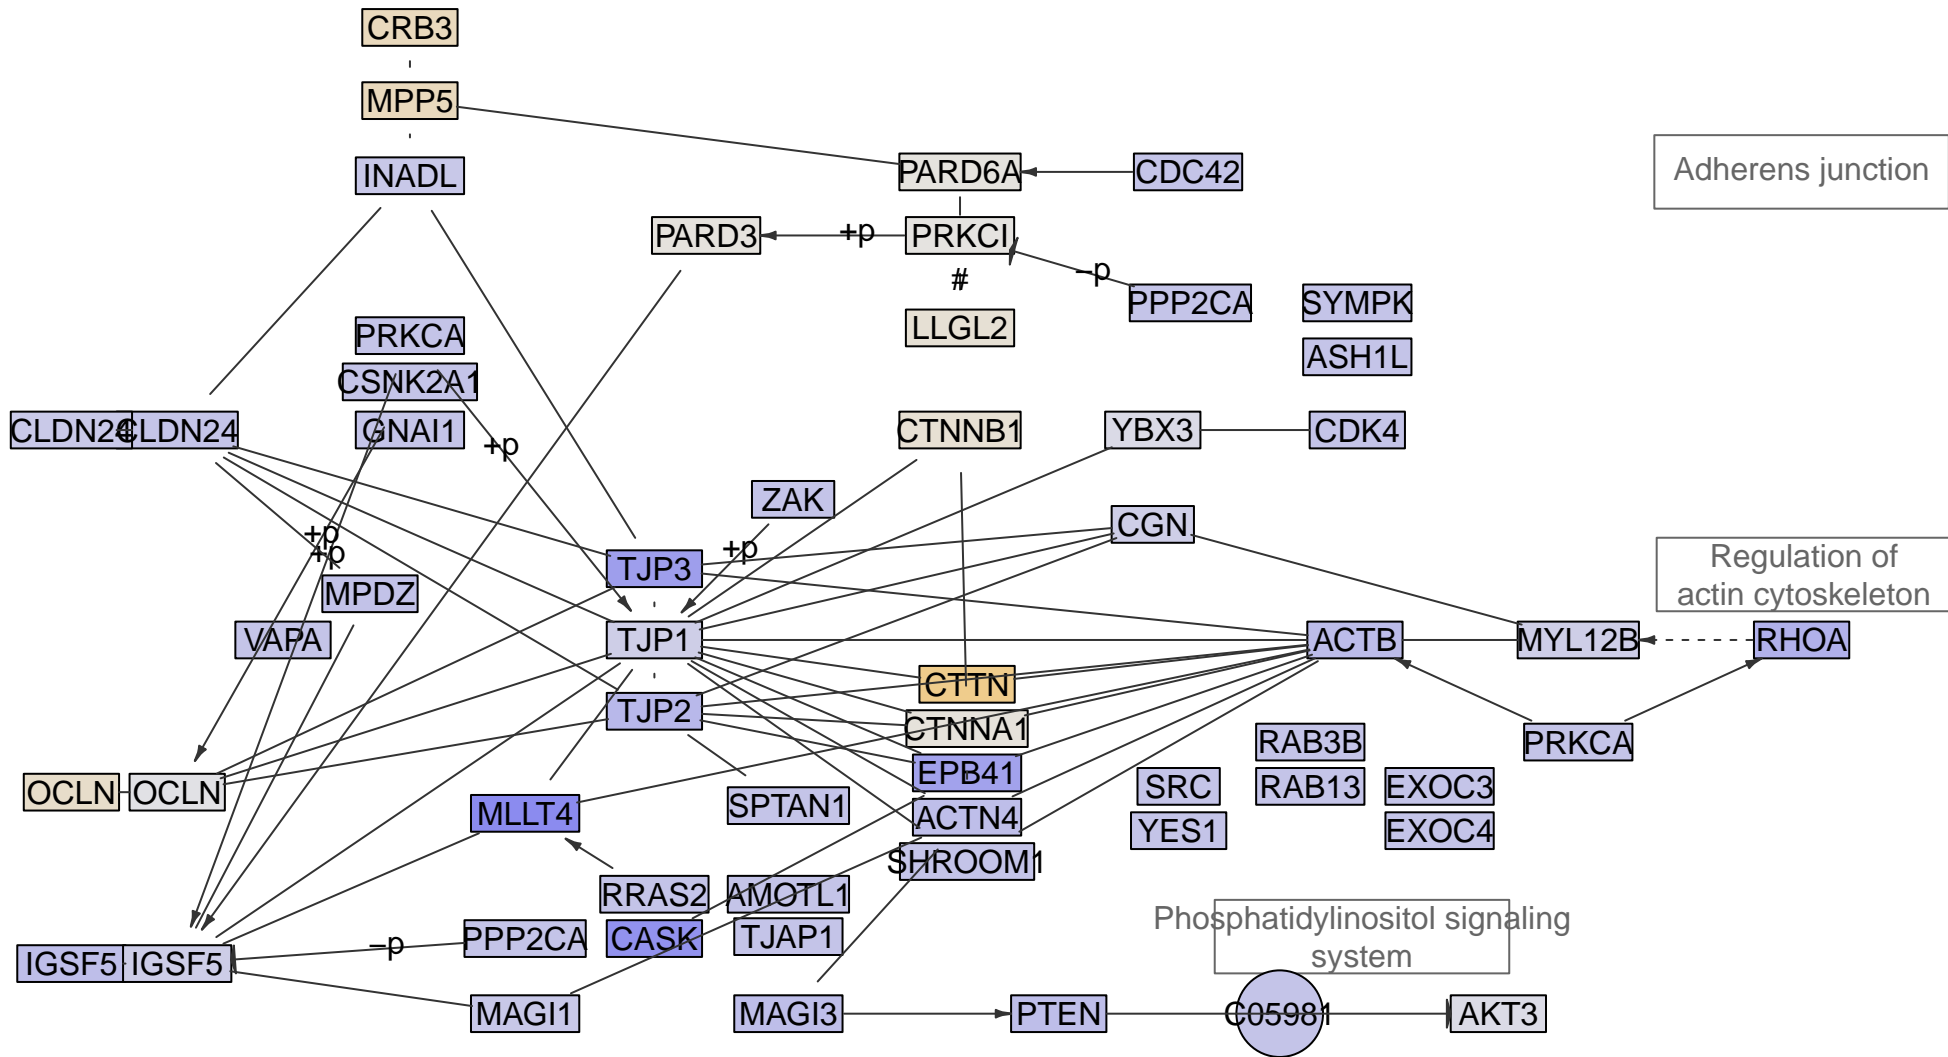 CRB3
MPP5
INADL
PARD6A
CDC42
Adherens junction
PARD3
+p
PRKCI
−p
#
PPP2CA
SYMPK
LLGL2
PRKCA
ASH1L
CSNK2A1
CLDN24
CLDN24
GNAI1
+p
CTNNB1
YBX3
CDK4
ZAK
CGN
+p
+p
+p
TJP3
Regulation of
actin cytoskeleton
MPDZ
VAPA
TJP1
ACTB
MYL12B
RHOA
CTTN
TJP2
CTNNA1
RAB3B
PRKCA
EPB41
OCLN
OCLN
SRC
RAB13
EXOC3
MLLT4
SPTAN1
ACTN4
YES1
EXOC4
SHROOM1
RRAS2
AMOTL1
Phosphatidylinositol signaling
system
PPP2CA
CASK
TJAP1
−p
IGSF5
IGSF5
MAGI1
MAGI3
PTEN
C05981
AKT3